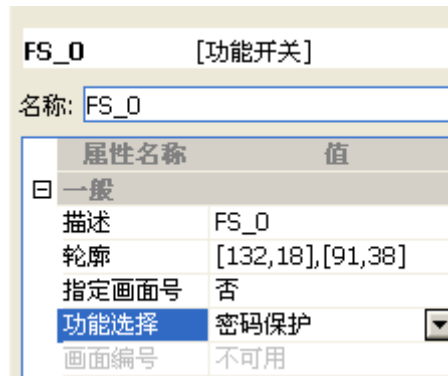 FS_0 [功能开关]
名称: FS_0
属性名称 值
一般
描述 FS_0
轮廓 [132,18],[91,38]
指定画面号 否
功能选择 密码保护
画面编号 不可用